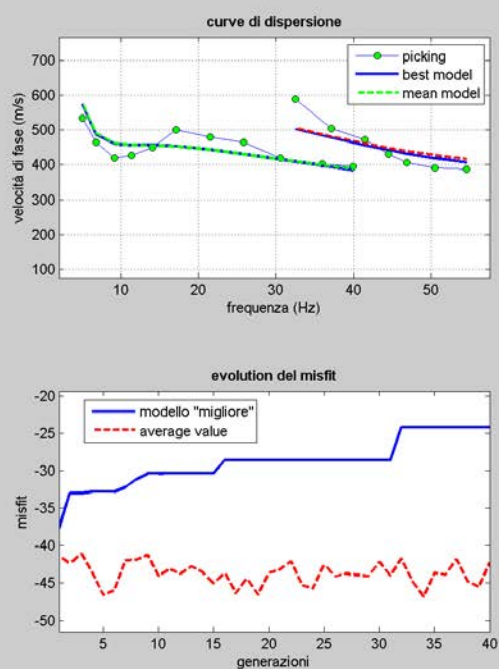 curve di dispersione
700
600
500
400
300
200
100
velocità di fase (m/s)
picking
best model
mean model
10
20
30
40
50
frequenza (Hz)
evolution del misfit
-20
-25
-30
-35
-40
-45
-50
misfit
modello "migliore"
average value
5
10
15
20
25
30
35
40
generazioni